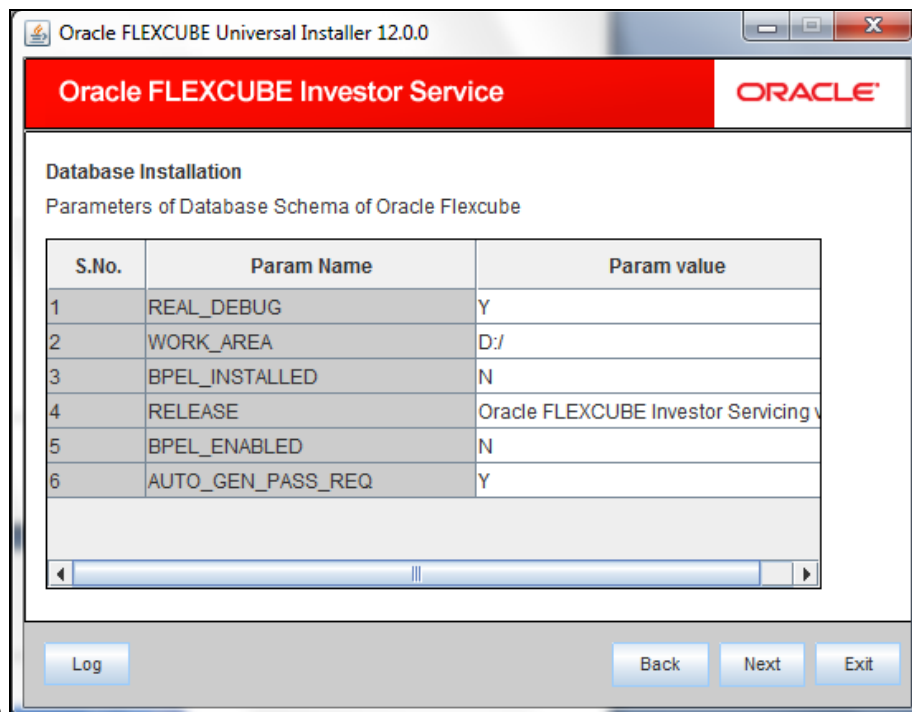 Oracle FLEXCUBE Universal Installer 12.0.0
Oracle FLEXCUBE Investor Service
ORACLE
Database Installation
Parameters of Database Schema of Oracle Flexcube
S.No. Param Name Param value
1 REAL_DEBUG Y
2 WORK_AREA D:/
3 BPEL_INSTALLED N
4 RELEASE Oracle FLEXCUBE Investor Servicing
5 BPEL_ENABLED N
6 AUTO_GEN_PASS_REQ Y
Log Back Next Exit